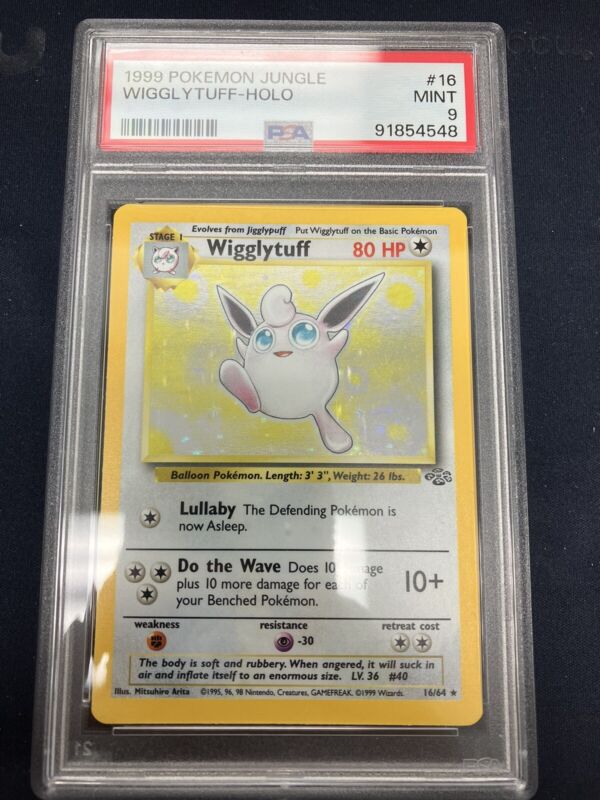 1999 POKEMON JUNGLE #16
WIGGLYTUFF-HOLO MINT
9
PSA 91854548
STAGE 1 Evolves from Jigglypuff Put Wigglytuff on the Basic Pokémon
Wigglytuff 80 HP
Balloon Pokémon. Length: 3' 3", Weight: 26 lbs.
Lullaby The Defending Pokémon is
now Asleep.
Do the Wave Does 10 damage
plus 10 more damage for each of
your Benched Pokémon.
10+
weakness resistance retreat cost
-30
The body is soft and rubbery. When angered, it will suck in
air and inflate itself to an enormous size. LV. 36 #40
Illus. Mitsuhiro Arita ©1995, 96, 98 Nintendo, Creatures, GAMEFREAK. ©1999 Wizards. 16/64 ★